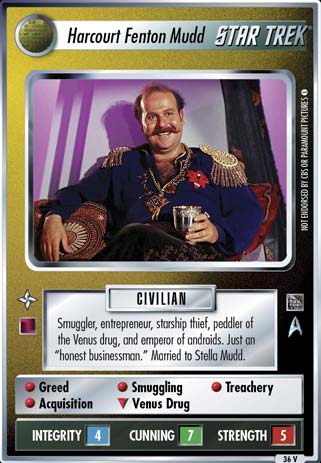 Harcourt Fenton Mudd STAR TREK
NOT ENDORSED BY CBS OR PARAMOUNT PICTURES
CIVILIAN
Smuggler, entrepreneur, starship thief, peddler of
the Venus drug, and emperor of androids. Just an
"honest businessman." Married to Stella Mudd.
Greed Smuggling Treachery
Acquisition Venus Drug
INTEGRITY 4 CUNNING 7 STRENGTH 5
36 V